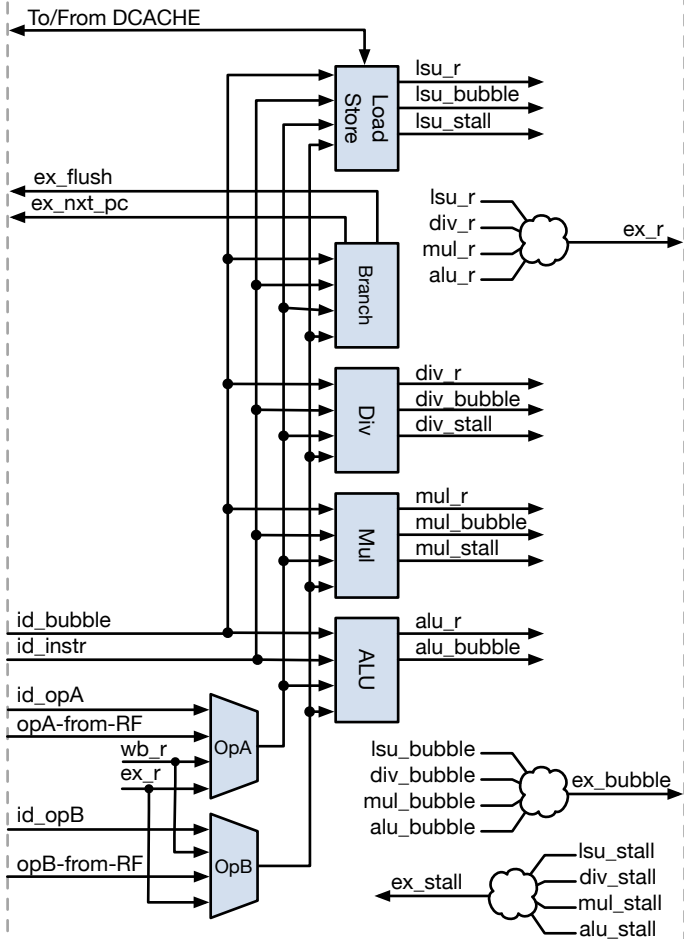 To/From DCACHE
lsu_r
lsu_bubble
lsu_stall
Load
Store
ex_flush
ex_nxt_pc
Branch
lsu_r
div_r
mul_r
alu_r
ex_r
Div
div_r
div_bubble
div_stall
Mul
mul_r
mul_bubble
mul_stall
id_bubble
id_instr
ALU
alu_r
alu_bubble
id_opA
opA-from-RF
wb_r
ex_r
OpA
id_opB
opB-from-RF
OpB
lsu_bubble
div_bubble
mul_bubble
alu_bubble
ex_bubble
ex_stall
lsu_stall
div_stall
mul_stall
alu_stall